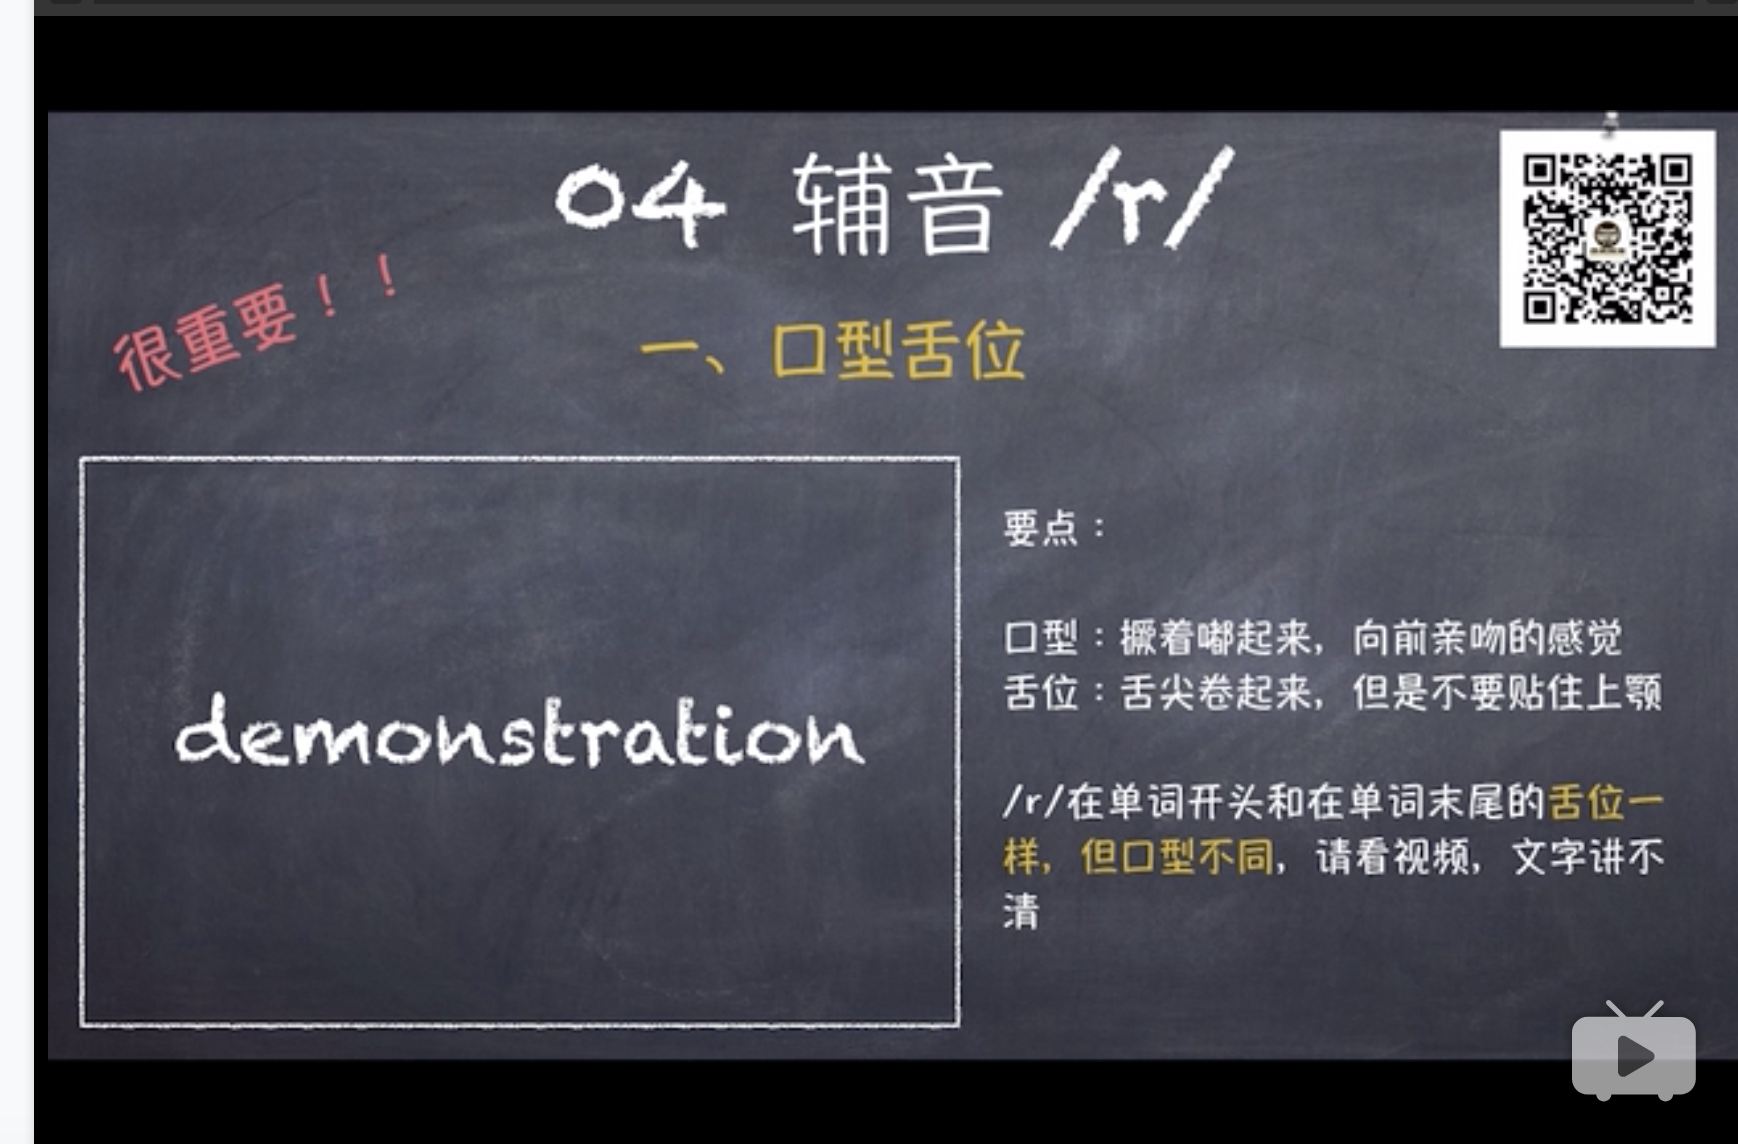 04 辅音 /r/
很重要！！
一、口型舌位
demonstration
要点：
口型：撅着嘟起来，向前亲吻的感觉
舌位：舌尖卷起来，但是不要贴住上颚
/r/在单词开头和在单词末尾的舌位一
样，但口型不同，请看视频，文字讲不
清